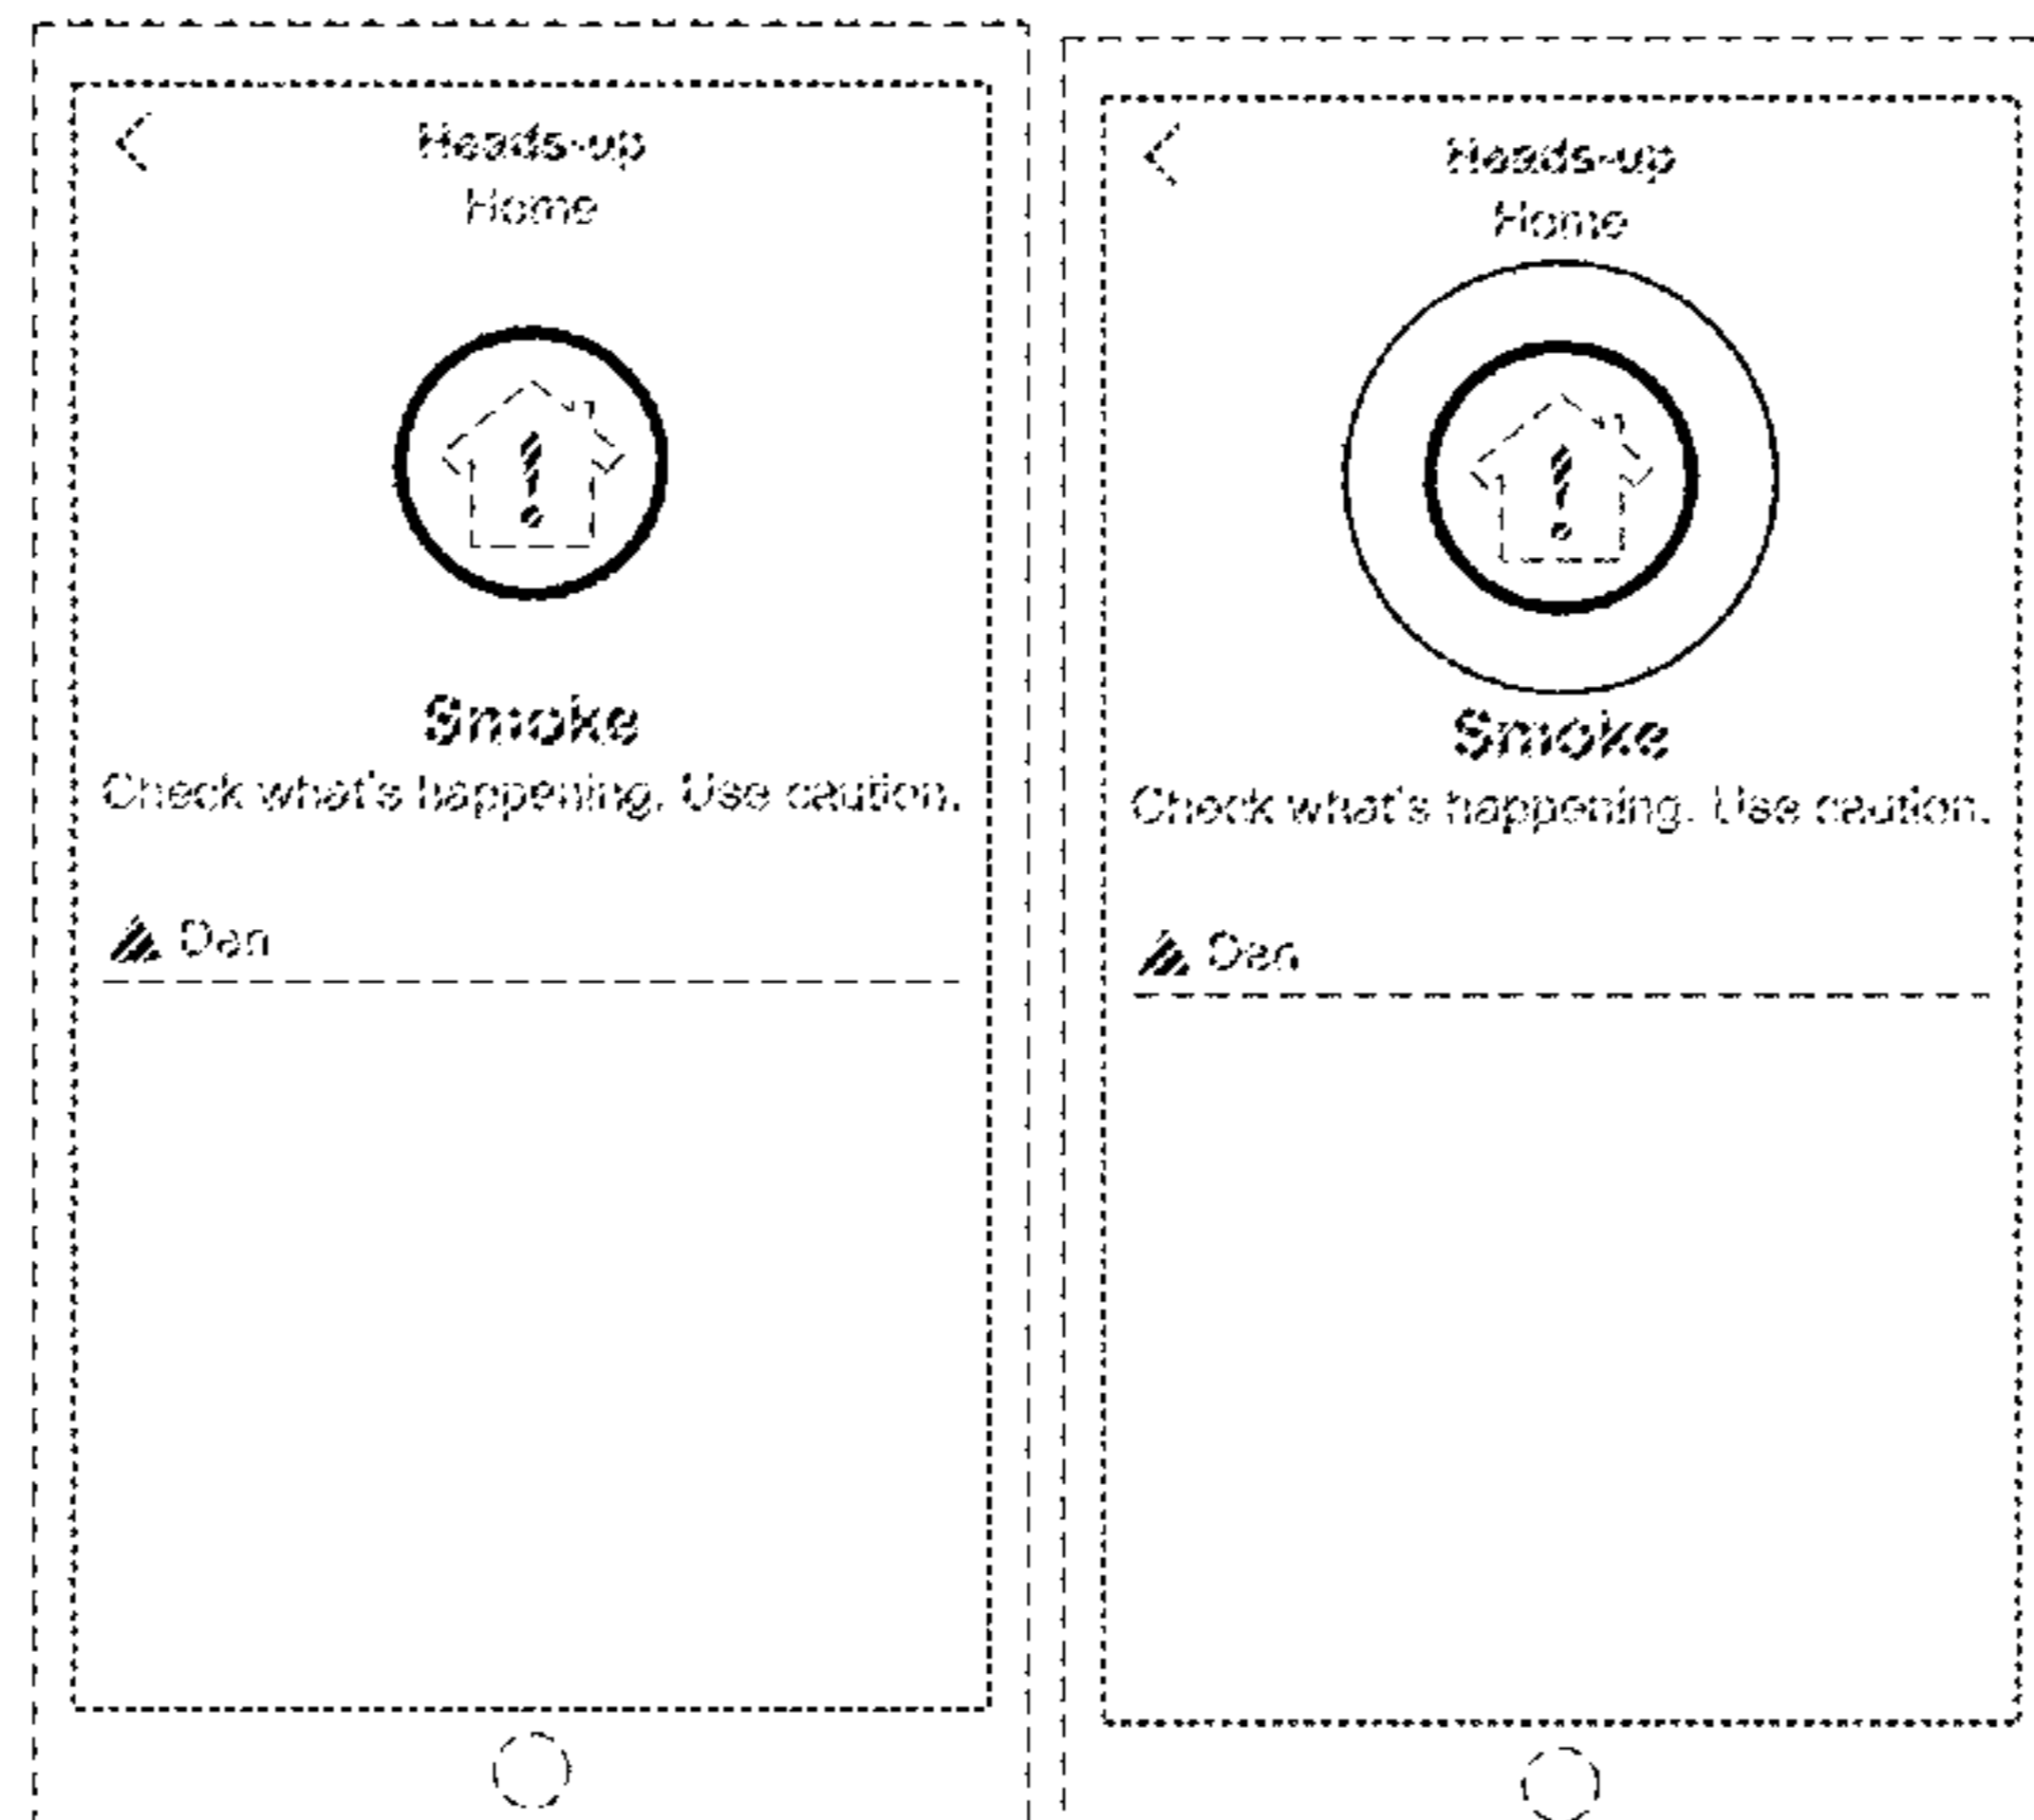 Heads-up
Home
!
Smoke
Check what's happening. Use caution.
Dan
Heads-up
Home
!
Smoke
Check what's happening. Use caution.
Dan